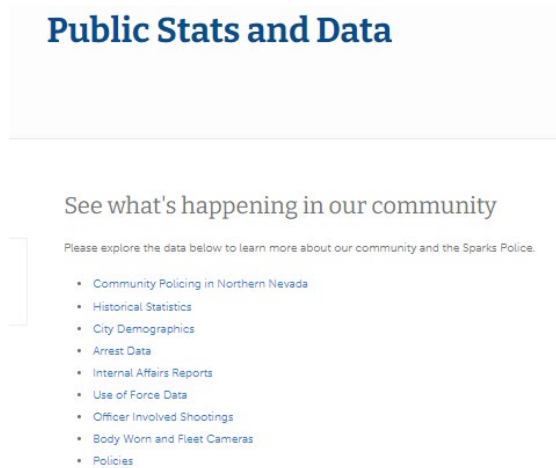 Public Stats and Data
See what's happening in our community
Please explore the data below to learn more about our community and the Sparks Police.
Community Policing in Northern Nevada
Historical Statistics
City Demographics
Arrest Data
Internal Affairs Reports
Use of Force Data
Officer Involved Shootings
Body Worn and Fleet Cameras
Policies